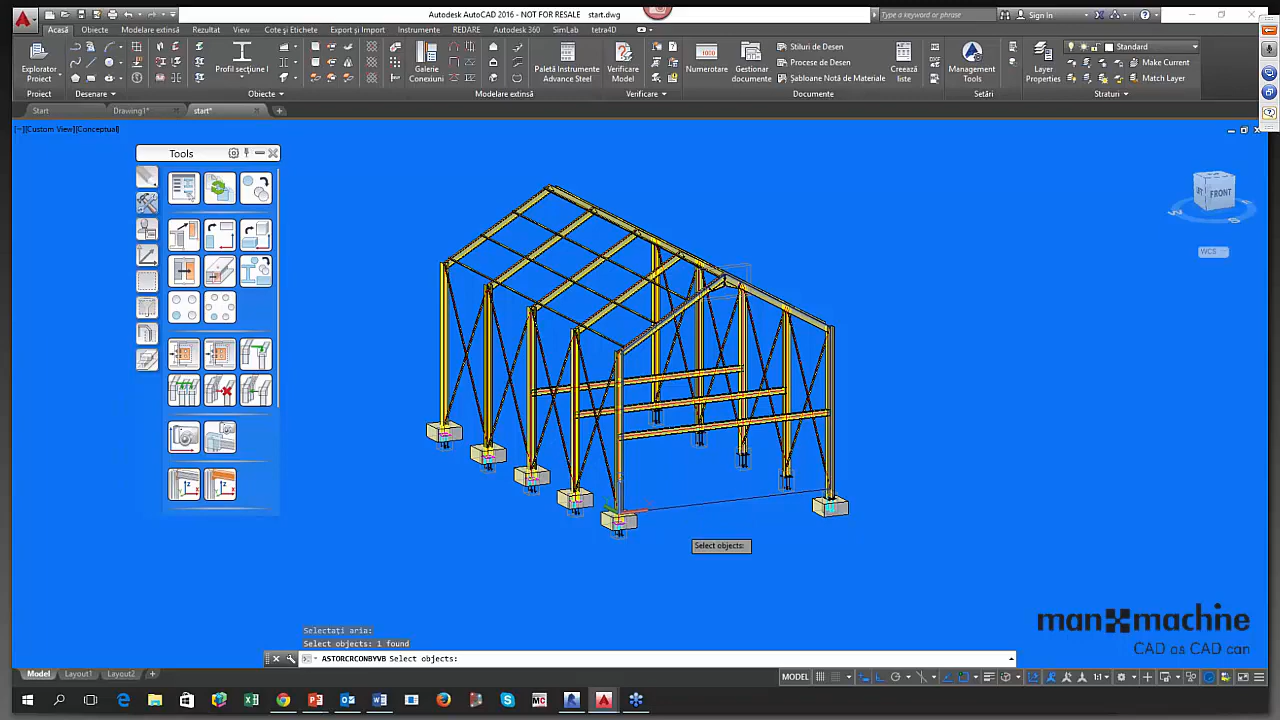 Autodesk AutoCAD 2016 - NOT FOR RESALE start.dwg
Type a keyword or phrase
Sign In
Acasă Obiecte Modelare extinsă Rezultat View Cote și Etichete Export și Import Instrumente REDARE Autodesk 360 SimLab tetra4D
Explorator Proiect
Profil secțiune I
Galerie Conexiuni
Paletă Instrumente Advance Steel
Verificare Model
Numerotare
Gestionar documente
Stiluri de Desen
Procese de Desen
Șabloane Notă de Materiale
Creează liste
Management Tools
Layer Properties
Standard
Make Current
Match Layer
Proiect Desenare Obiecte Modelare extinsă Verificare Documente Setări Straturi
Start Drawing1* start*
[−][Custom View][Conceptual]
Tools
FRONT
W
S
WCS
Select objects:
man machine
CAD as CAD can
Selectați aria:
Select objects: 1 found
ASTORCRCONBYVB Select objects:
Model Layout1 Layout2
MODEL
1:1